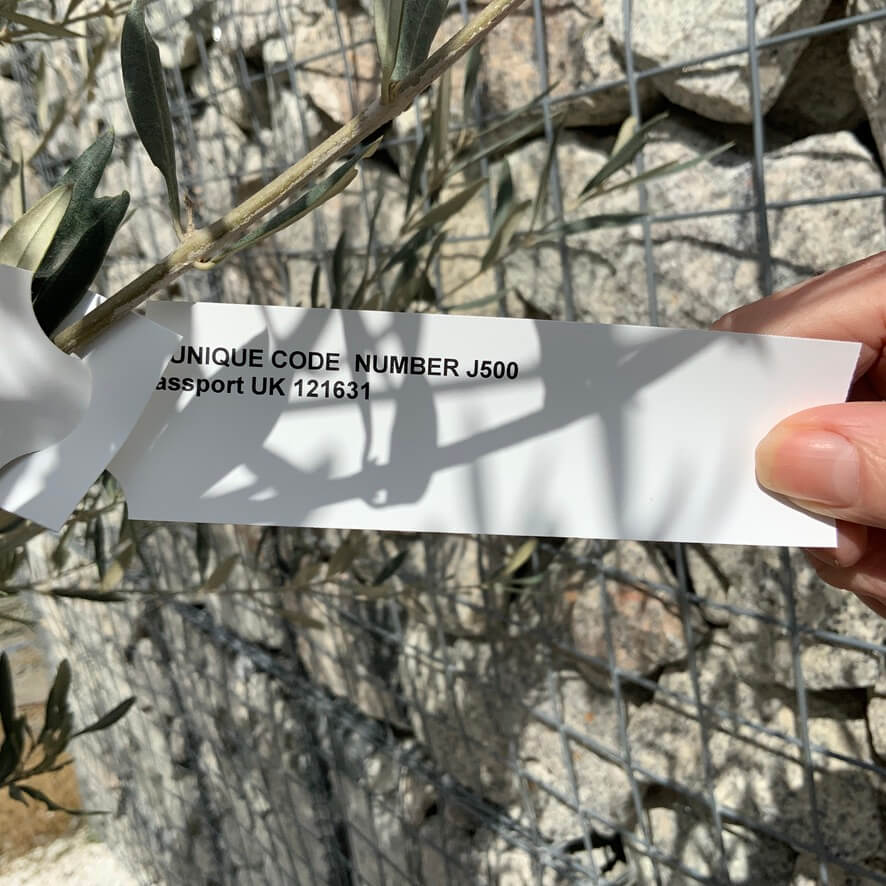 UNIQUE CODE NUMBER J500
assport UK 121631